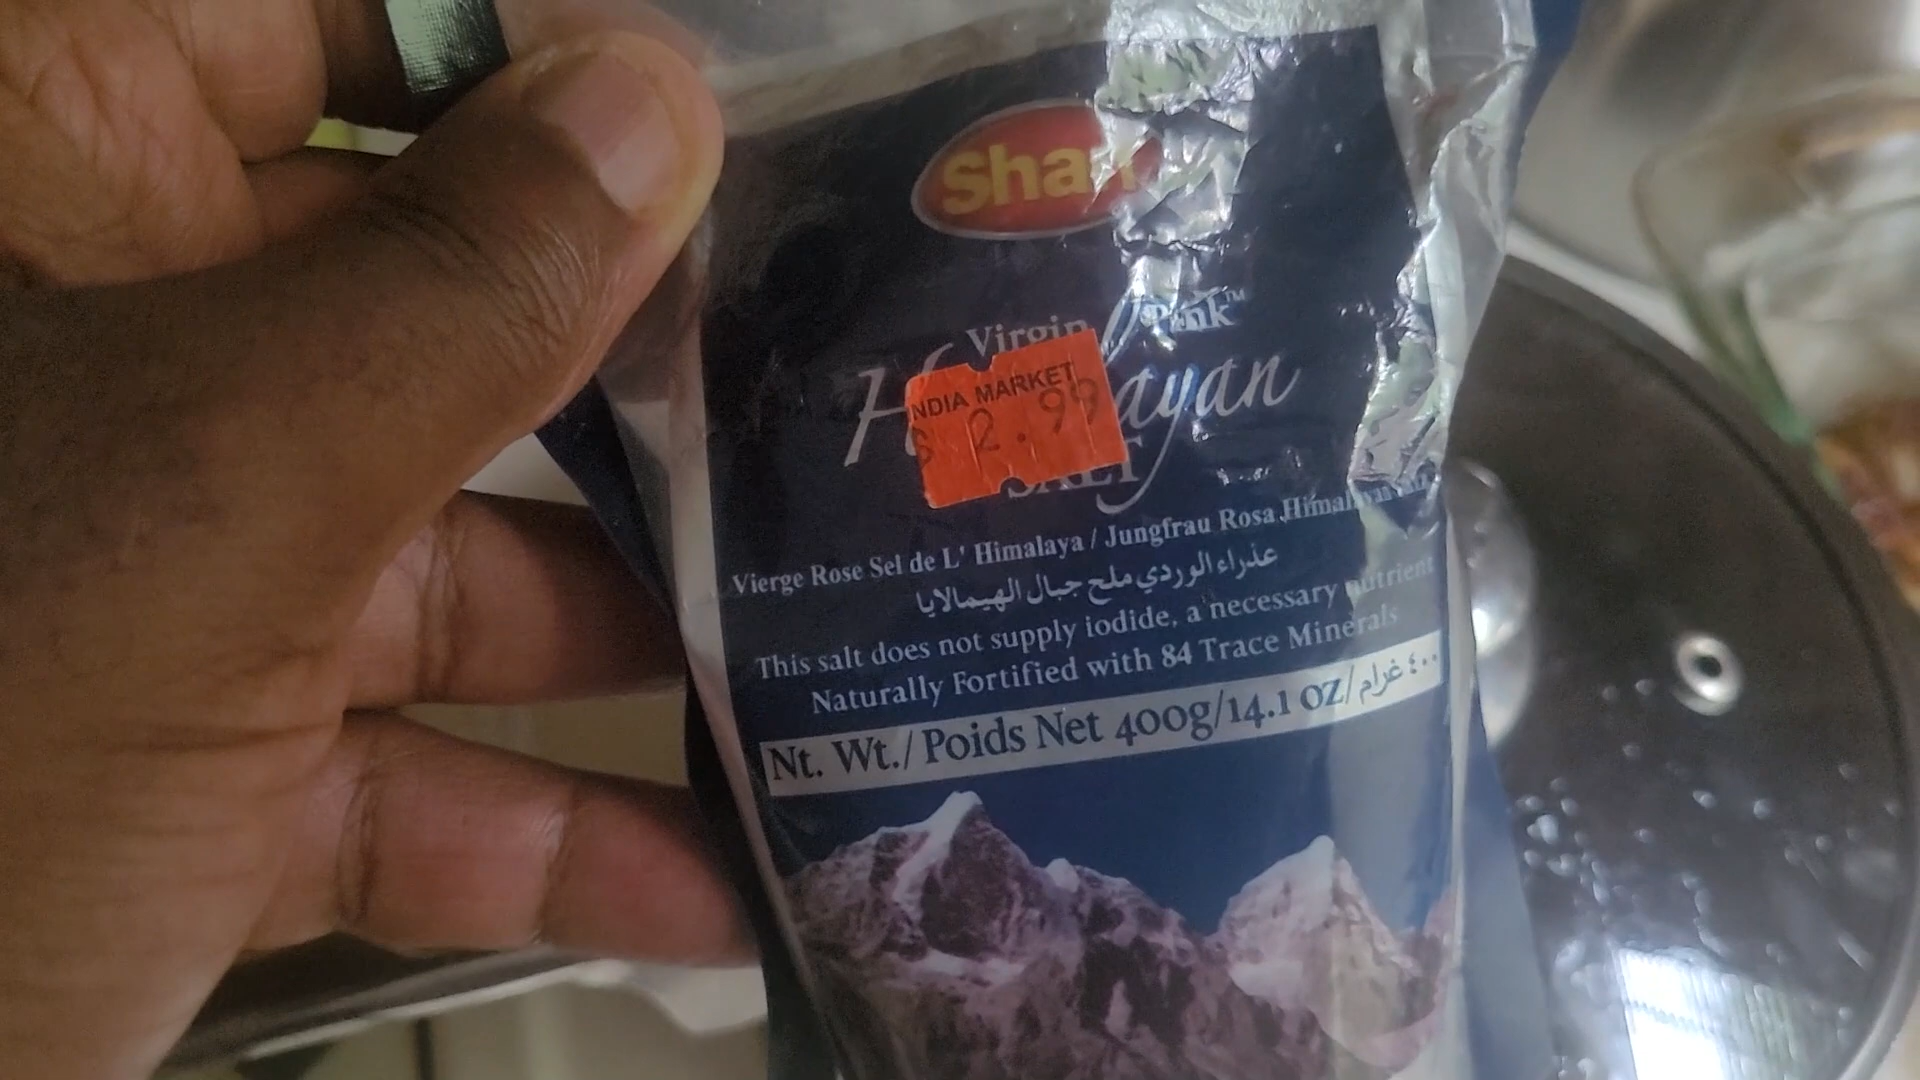 Shan
Virgin Pink™
INDIA MARKET
$ 2.99
SALT
Vierge Rose Sel de L' Himalaya / Jungfrau Rosa Himalayan
عذراء الوردي ملح جبال الهيمالايا
This salt does not supply iodide, a necessary nutrient
Naturally Fortified with 84 Trace Minerals
Nt. Wt./ Poids Net 400g/14.1 oz/ ٤٠٠ غرام